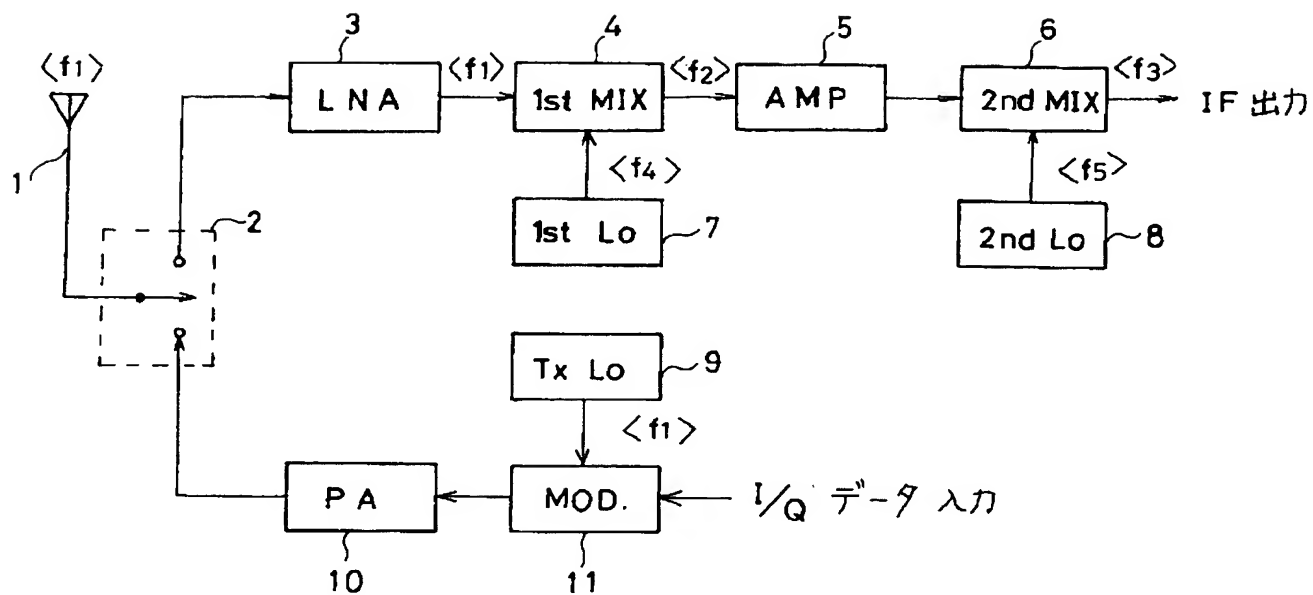 3
4
5
6
<f1>
LNA
<f1>
1st MIX
<f2>
AMP
2nd MIX
<f3>
IF 出力
1
<f4>
<f5>
2
1st Lo
7
2nd Lo
8
Tx Lo
9
<f1>
PA
MOD.
I/Q データ 入力
10
11